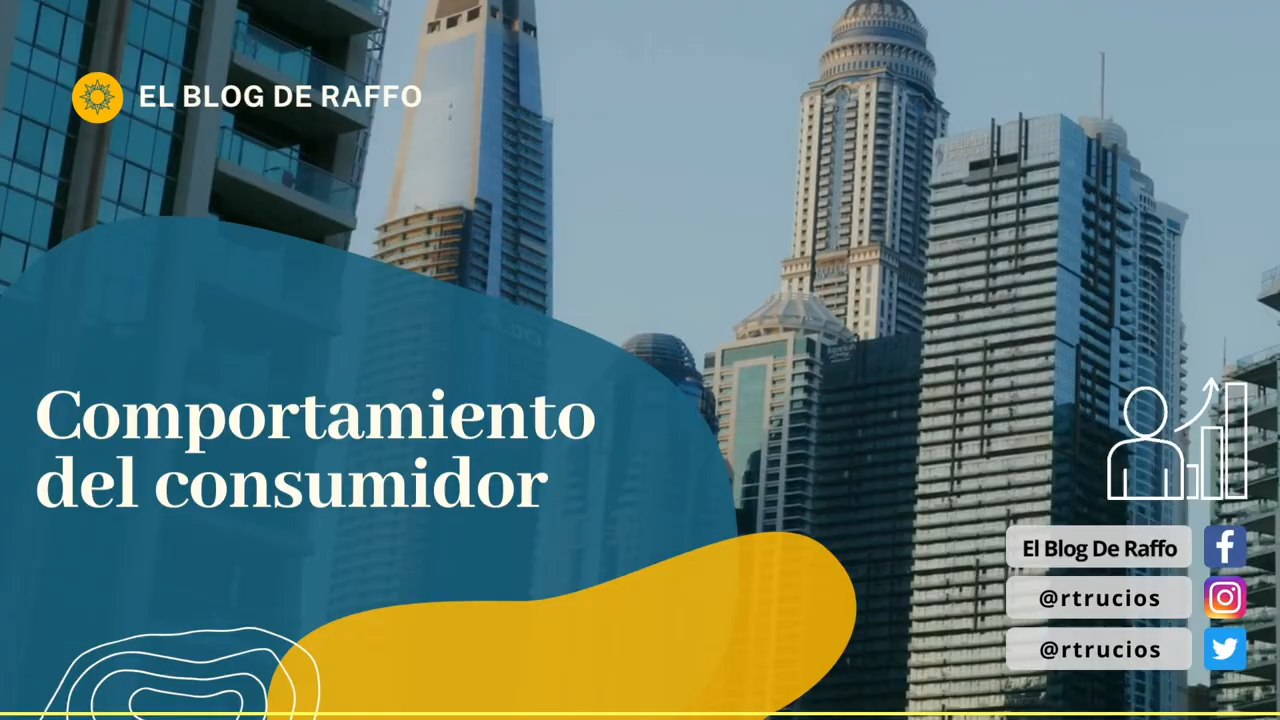 EL BLOG DE RAFFO
Comportamiento
del consumidor
El Blog De Raffo
@rtrucios
@rtrucios